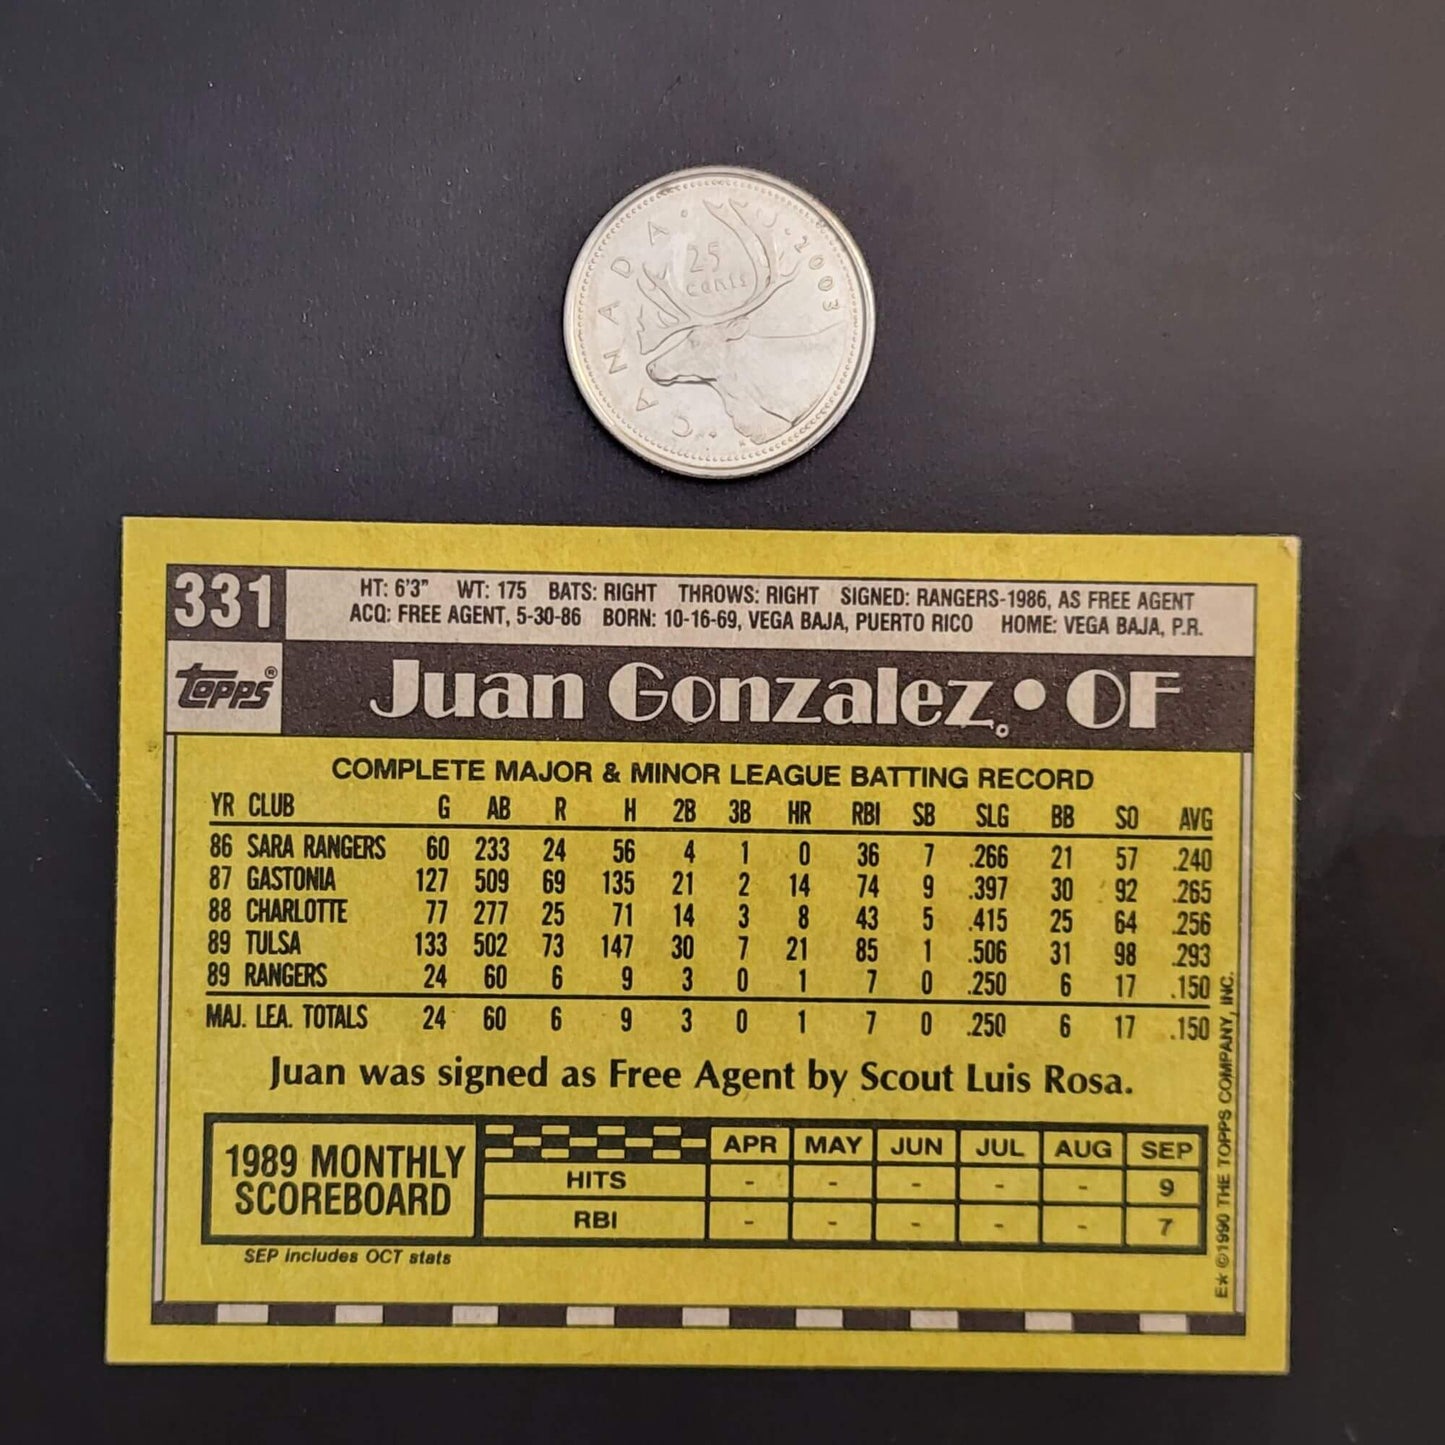 CANADA • 2003
25
cents
331
HT: 6'3" WT: 175 BATS: RIGHT THROWS: RIGHT SIGNED: RANGERS-1986, AS FREE AGENT
ACQ: FREE AGENT, 5-30-86 BORN: 10-16-69, VEGA BAJA, PUERTO RICO HOME: VEGA BAJA, P.R.
topps®
Juan Gonzalez • OF
COMPLETE MAJOR & MINOR LEAGUE BATTING RECORD
YR CLUB G AB R H 2B 3B HR RBI SB SLG BB SO AVG
86 SARA RANGERS 60 233 24 56 4 1 0 36 7 .266 21 57 .240
87 GASTONIA 127 509 69 135 21 2 14 74 9 .397 30 92 .265
88 CHARLOTTE 77 277 25 71 14 3 8 43 5 .415 25 64 .256
89 TULSA 133 502 73 147 30 7 21 85 1 .506 31 98 .293
89 RANGERS 24 60 6 9 3 0 1 7 0 .250 6 17 .150
MAJ. LEA. TOTALS 24 60 6 9 3 0 1 7 0 .250 6 17 .150
Juan was signed as Free Agent by Scout Luis Rosa.
1989 MONTHLY
SCOREBOARD
APR MAY JUN JUL AUG SEP
HITS - - - - - 9
RBI - - - - - 7
SEP includes OCT stats
E★ ©1990 THE TOPPS COMPANY, INC.